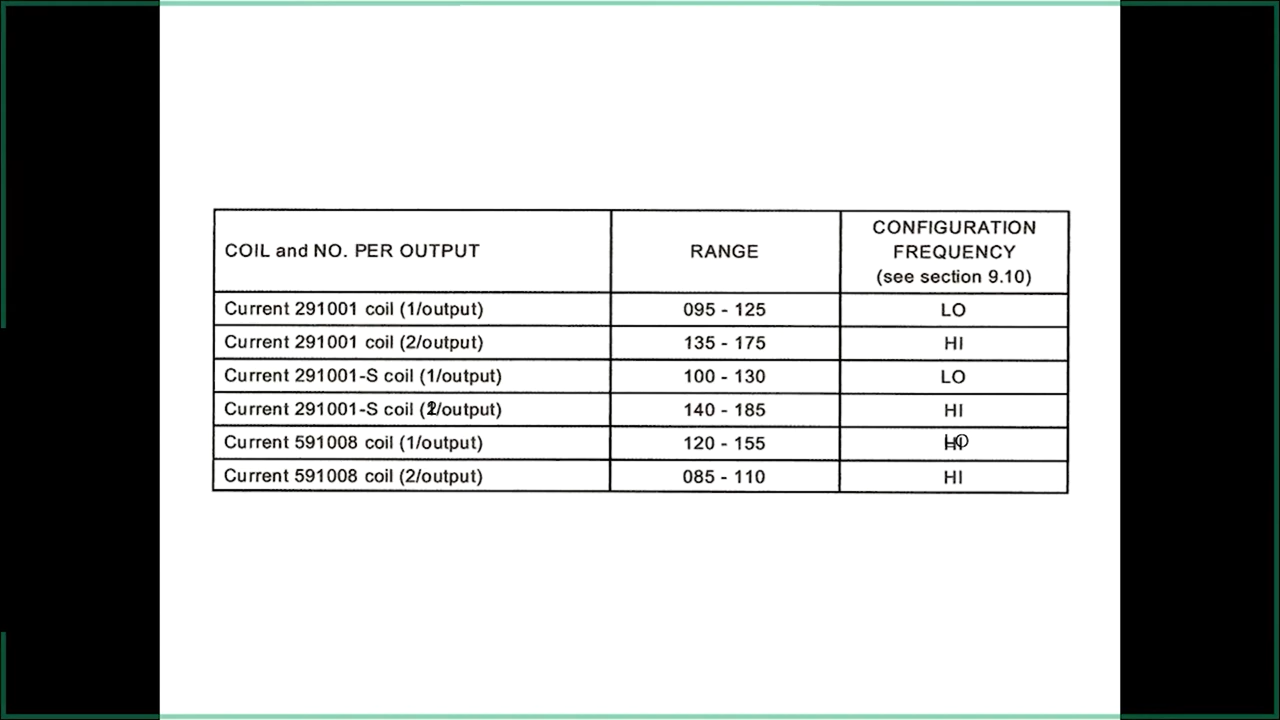 COIL and NO. PER OUTPUT RANGE CONFIGURATION
FREQUENCY
(see section 9.10)
Current 291001 coil (1/output) 095 - 125 LO
Current 291001 coil (2/output) 135 - 175 HI
Current 291001-S coil (1/output) 100 - 130 LO
Current 291001-S coil ( /output) 140 - 185 HI
Current 591008 coil (1/output) 120 - 155
Current 591008 coil (2/output) 085 - 110 HI